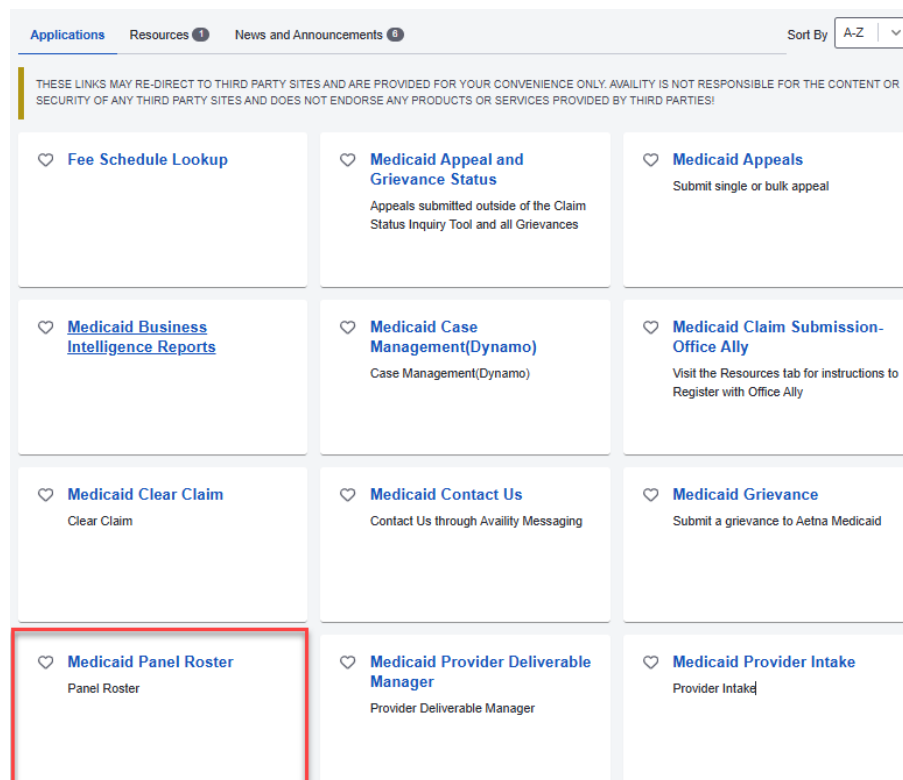 Applications Resources 1 News and Announcements 6 Sort By A-Z
THESE LINKS MAY RE-DIRECT TO THIRD PARTY SITES AND ARE PROVIDED FOR YOUR CONVENIENCE ONLY. AVAILITY IS NOT RESPONSIBLE FOR THE CONTENT OR
SECURITY OF ANY THIRD PARTY SITES AND DOES NOT ENDORSE ANY PRODUCTS OR SERVICES PROVIDED BY THIRD PARTIES!
Fee Schedule Lookup
Medicaid Appeal and
Grievance Status
Appeals submitted outside of the Claim
Status Inquiry Tool and all Grievances
Medicaid Appeals
Submit single or bulk appeal
Medicaid Business
Intelligence Reports
Medicaid Case
Management(Dynamo)
Case Management(Dynamo)
Medicaid Claim Submission-
Office Ally
Visit the Resources tab for instructions to
Register with Office Ally
Medicaid Clear Claim
Clear Claim
Medicaid Contact Us
Contact Us through Availity Messaging
Medicaid Grievance
Submit a grievance to Aetna Medicaid
Medicaid Panel Roster
Panel Roster
Medicaid Provider Deliverable
Manager
Provider Deliverable Manager
Medicaid Provider Intake
Provider Intake